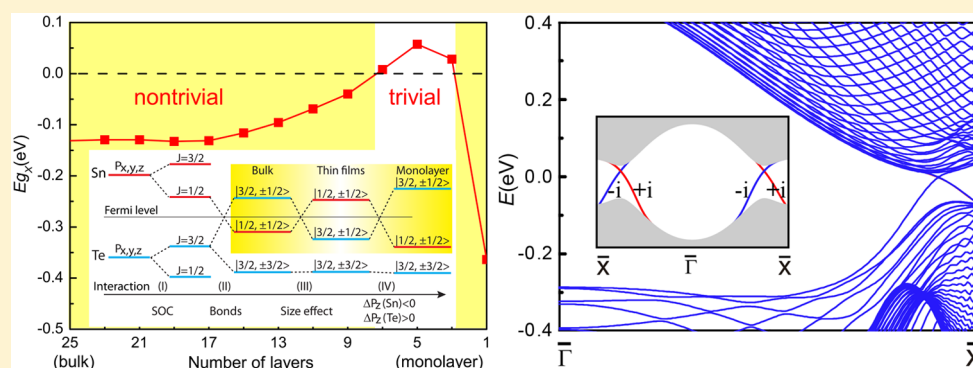 0.1
0.0
-0.1
-0.2
-0.3
-0.4
-0.5
Egx(eV)
nontrivial
trivial
Bulk
Thin films
Monolayer
Sn
Px,y,z
J=3/2
J=1/2
|3/2, ±1/2>
|1/2, ±1/2>
|3/2, ±1/2>
Fermi level
|1/2, ±1/2>
|3/2, ±1/2>
|1/2, ±1/2>
Te
Px,y,z
J=3/2
J=1/2
|3/2, ±3/2>
|3/2, ±3/2>
|3/2, ±3/2>
Interaction (I) (II) (III) (IV)
SOC Bonds Size effect
ΔPz(Sn)<0
ΔPz(Te)>0
25 21 17 13 9 5 1
(bulk) Number of layers (monolayer)
0.4
0.2
0.0
-0.2
-0.4
E(eV)
-i +i -i +i
X̄ Γ̄ X̄
Γ̄ X̄